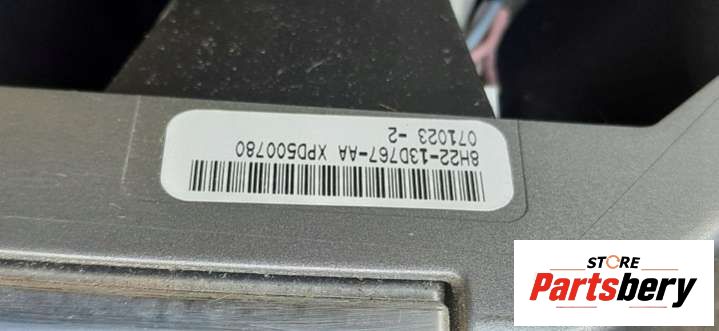 8H22-13D767-AA XPD500780
071023 -2
STORE
Partsbery